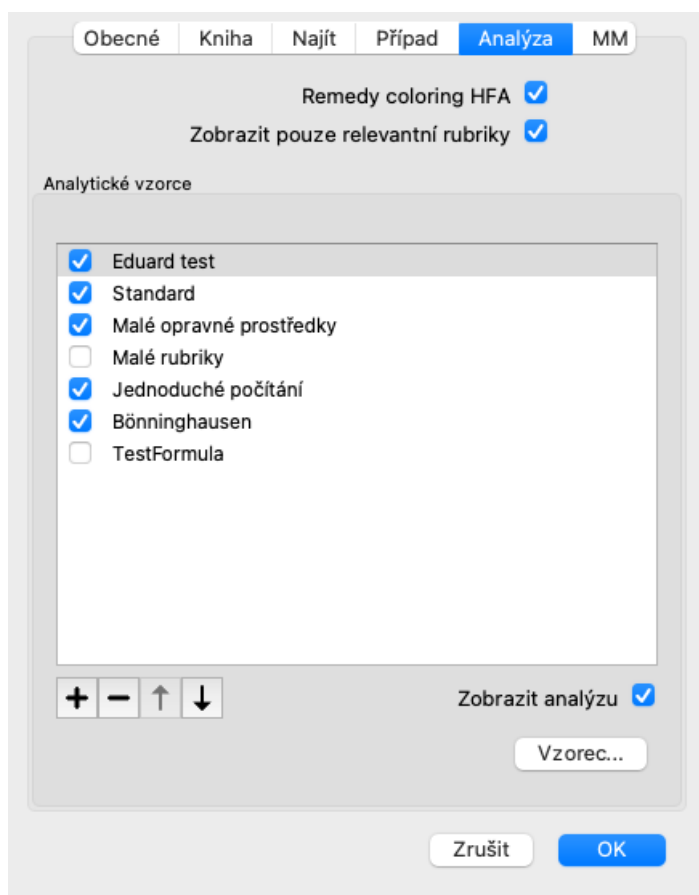 Obecné Kniha Najít Případ Analýza MM
Remedy coloring HFA
Zobrazit pouze relevantní rubriky
Analytické vzorce
Eduard test
Standard
Malé opravné prostředky
Malé rubriky
Jednoduché počítání
Bönninghausen
TestFormula
Zobrazit analýzu
Vzorec...
Zrušit OK